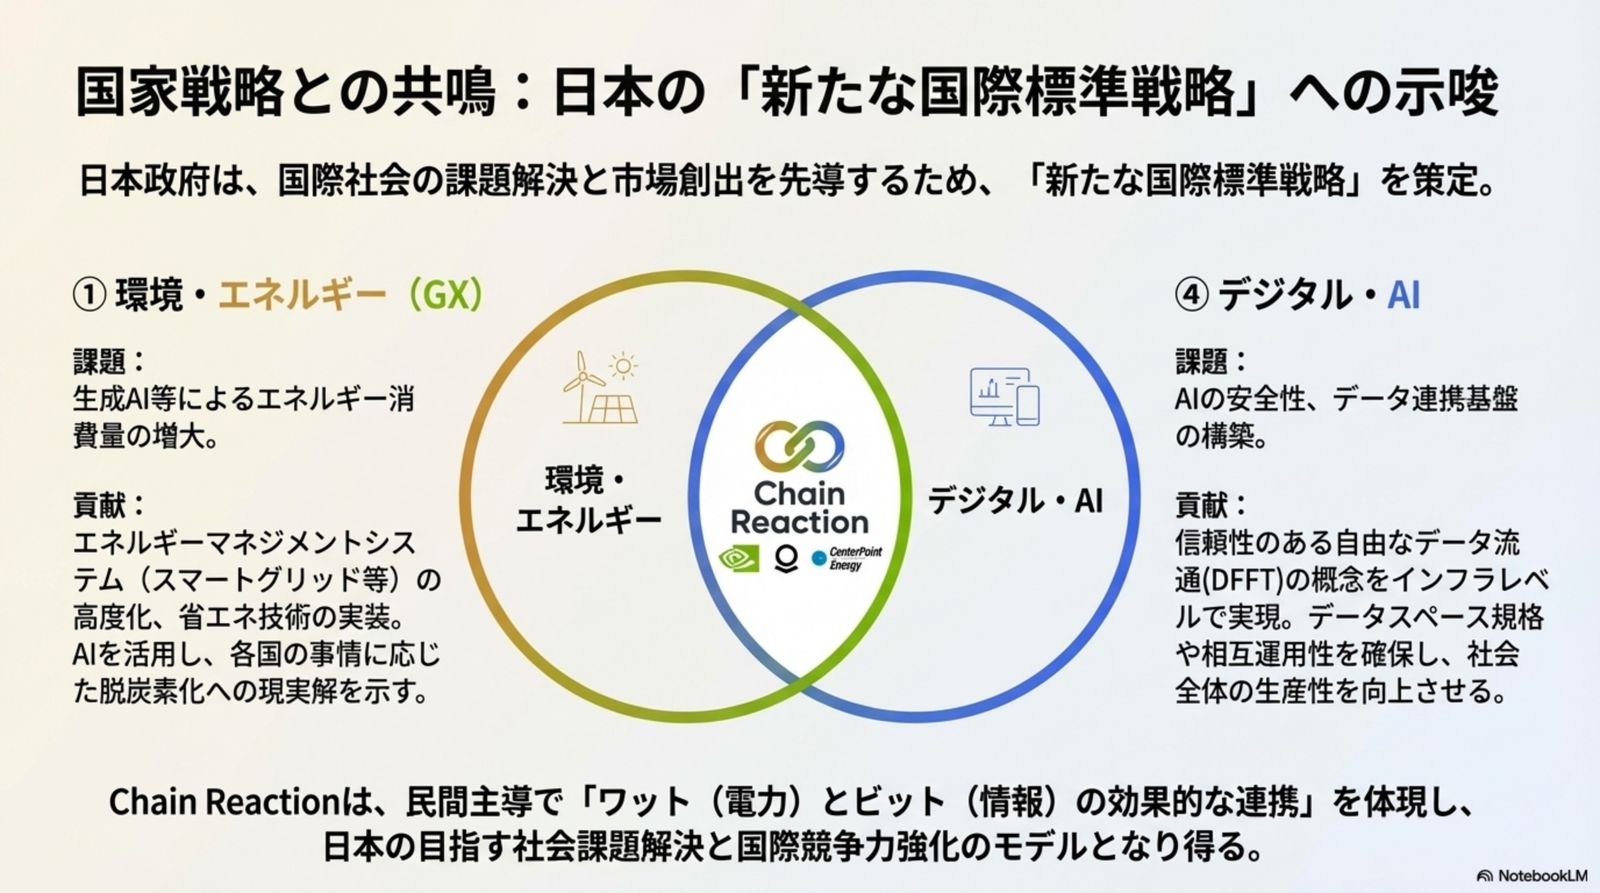 国家戦略との共鳴：日本の「新たな国際標準戦略」への示唆
日本政府は、国際社会の課題解決と市場創出を先導するため、「新たな国際標準戦略」を策定。
① 環境・エネルギー（GX）
課題：
生成AI等によるエネルギー消
費量の増大。
貢献：
エネルギーマネジメントシス
テム（スマートグリッド等）の
高度化、省エネ技術の実装。
AIを活用し、各国の事情に応じ
た脱炭素化への現実解を示す。
環境・
エネルギー
Chain
Reaction
CenterPoint
Energy
デジタル・AI
④ デジタル・AI
課題：
AIの安全性、データ連携基盤
の構築。
貢献：
信頼性のある自由なデータ流
通(DFFT)の概念をインフラレベ
ルで実現。データスペース規格
や相互運用性を確保し、社会
全体の生産性を向上させる。
Chain Reactionは、民間主導で「ワット（電力）とビット（情報）の効果的な連携」を体現し、
日本の目指す社会課題解決と国際競争力強化のモデルとなり得る。
NotebookLM